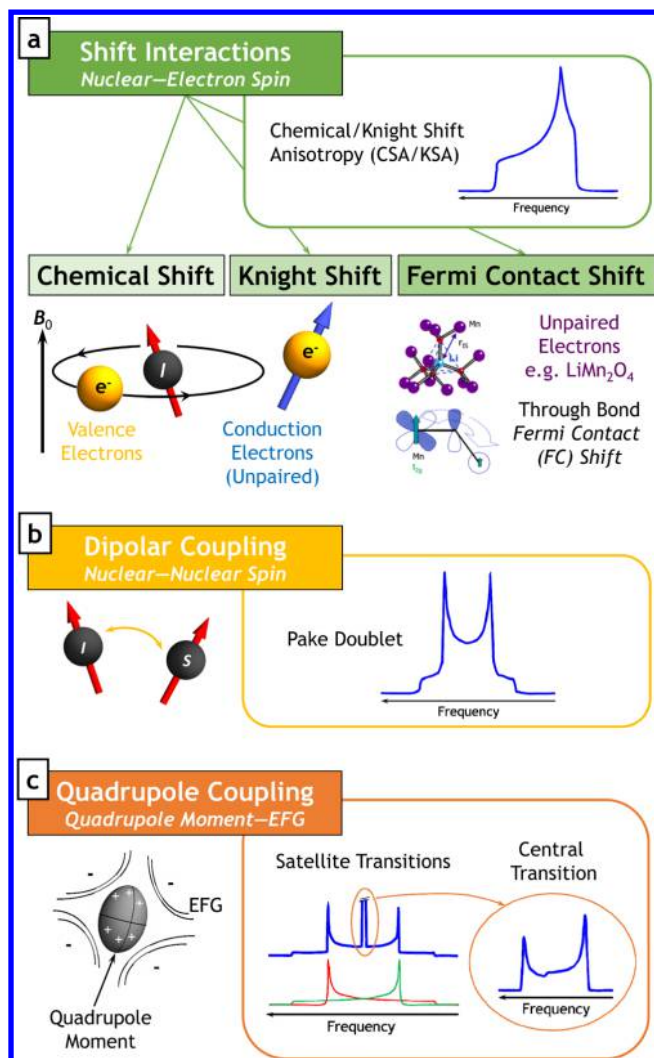 a
Shift Interactions
Nuclear—Electron Spin
Chemical/Knight Shift
Anisotropy (CSA/KSA)
Frequency
Chemical Shift
Knight Shift
Fermi Contact Shift
B0
I
e-
Valence
Electrons
e-
Conduction
Electrons
(Unpaired)
Mn
rIS
Li
Unpaired
Electrons
e.g. LiMn2O4
Through Bond
Fermi Contact
(FC) Shift
Mn
t2g
b
Dipolar Coupling
Nuclear—Nuclear Spin
I
S
Pake Doublet
Frequency
c
Quadrupole Coupling
Quadrupole Moment—EFG
- - - -
EFG
+ + + + + +
Quadrupole
Moment
Satellite Transitions
Central
Transition
Frequency
Frequency